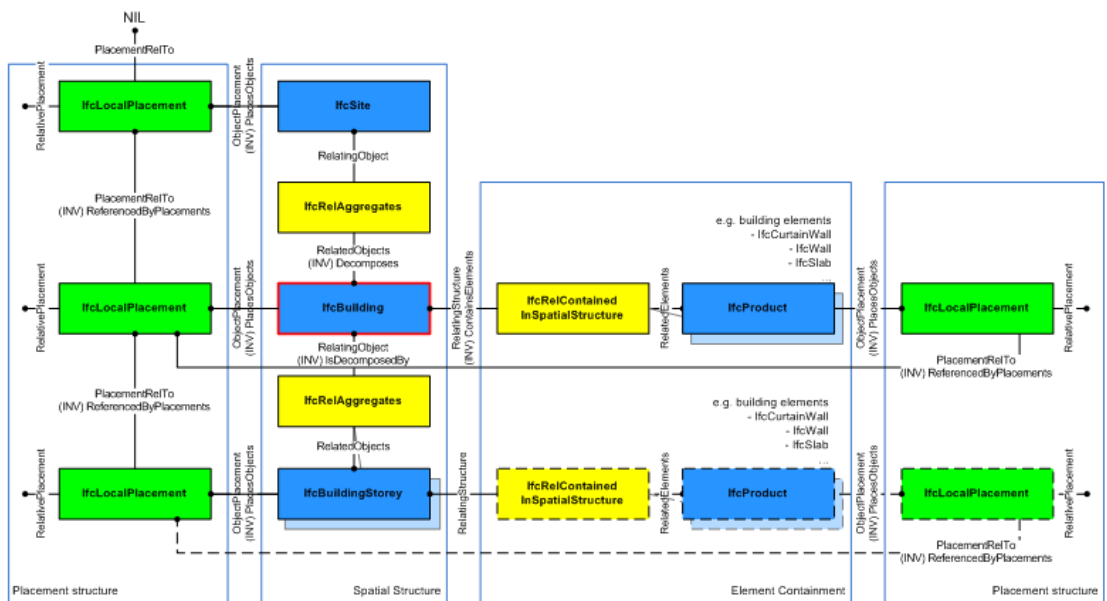 NIL
PlacementRelTo
RelativePlacement
IfcLocalPlacement
ObjectPlacement
(INV) PlacesObjects
IfcSite
RelatingObject
PlacementRelTo
(INV) ReferencedByPlacements
IfcRelAggregates
RelatedObjects
(INV) Decomposes
e.g. building elements
- IfcCurtainWall
- IfcWall
- IfcSlab
...
RelativePlacement
IfcLocalPlacement
ObjectPlacement
(INV) PlacesObjects
IfcBuilding
RelatingStructure
(INV) ContainsElements
IfcRelContained
InSpatialStructure
RelatedElements
IfcProduct
ObjectPlacement
(INV) PlacesObjects
IfcLocalPlacement
RelativePlacement
RelatingObject
(INV) IsDecomposedBy
PlacementRelTo
(INV) ReferencedByPlacements
PlacementRelTo
(INV) ReferencedByPlacements
IfcRelAggregates
RelatedObjects
e.g. building elements
- IfcCurtainWall
- IfcWall
- IfcSlab
...
RelativePlacement
IfcLocalPlacement
ObjectPlacement
(INV) PlacesObjects
IfcBuildingStorey
RelatingStructure
IfcRelContained
InSpatialStructure
RelatedElements
IfcProduct
ObjectPlacement
(INV) PlacesObjects
IfcLocalPlacement
RelativePlacement
PlacementRelTo
(INV) ReferencedByPlacements
Placement structure
Spatial Structure
Element Containment
Placement structure